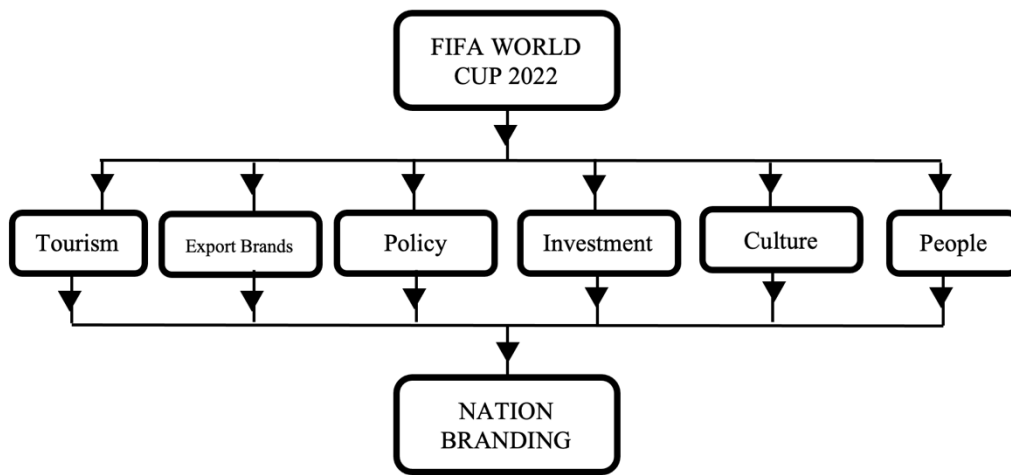 FIFA WORLD
CUP 2022
Tourism
Export Brands
Policy
Investment
Culture
People
NATION
BRANDING